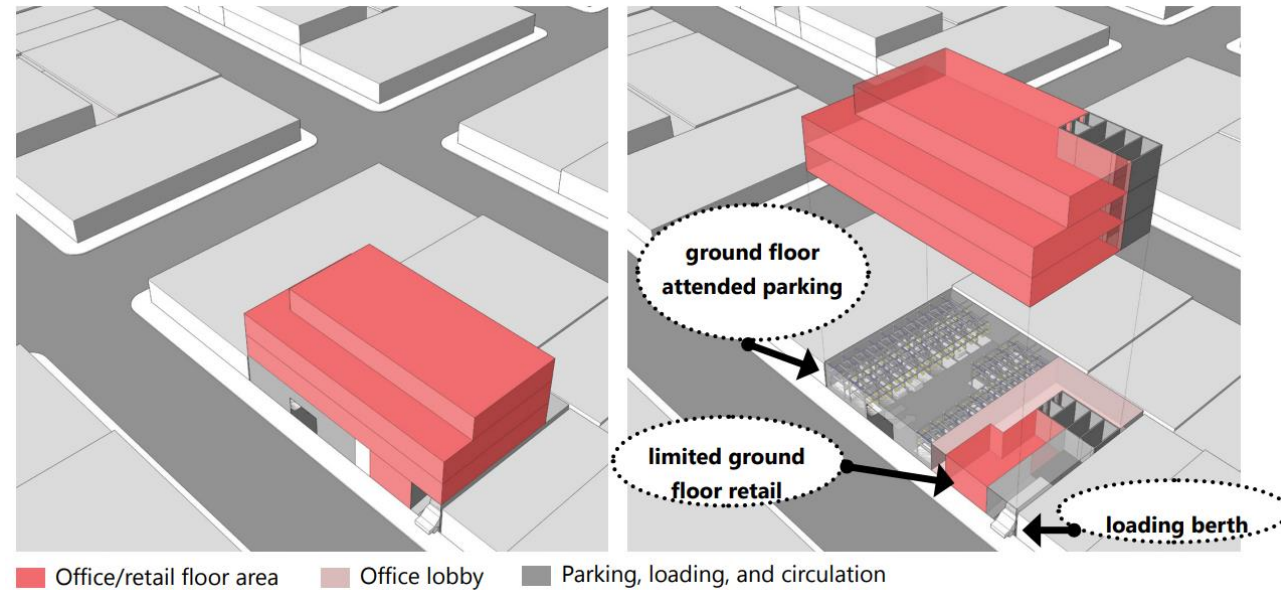 ground floor
attended parking
limited ground
floor retail
loading berth
Office/retail floor area
Office lobby
Parking, loading, and circulation